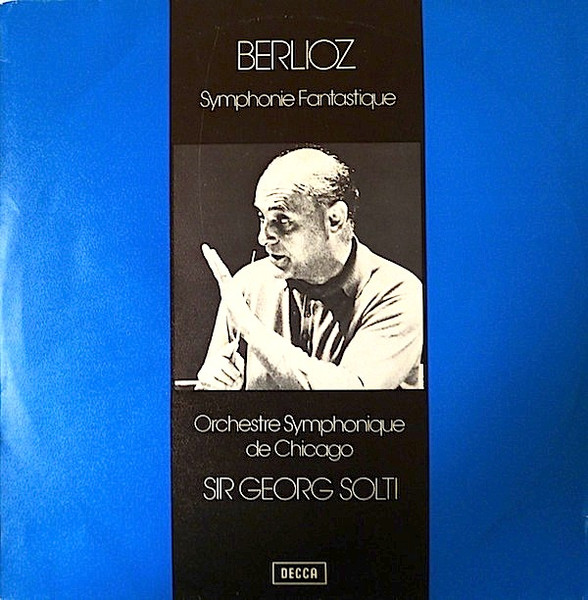 BERLIOZ
Symphonie Fantastique
Orchestre Symphonique
de Chicago
SIR GEORG SOLTI
DECCA